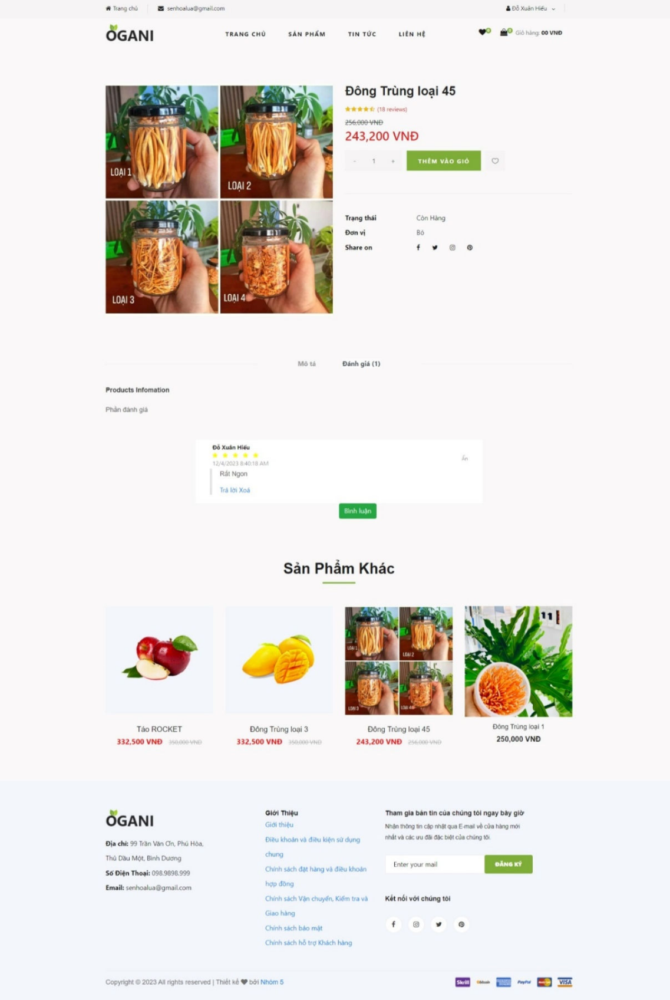 Trang chủ
senhoalua@gmail.com
Đỗ Xuân Hiếu
OGANI
TRANG CHỦ
SẢN PHẨM
TIN TỨC
LIÊN HỆ
0
0
Giỏ hàng: 00 VNĐ
LOẠI 1
LOẠI 2
LOẠI 3
LOẠI 4
Đông Trùng loại 45
(18 reviews)
256,000 VNĐ
243,200 VNĐ
- 1 +
THÊM VÀO GIỎ
Trạng thái Còn Hàng
Đơn vị Bó
Share on
Mô tả
Đánh giá (1)
Products Infomation
Phần đánh giá
Đỗ Xuân Hiếu
12/4/2023 8:40:18 AM
Ẩn
Rất Ngon
Trả lời Xoá
Bình luận
Sản Phẩm Khác
LOẠI 1
LOẠI 2
LOẠI 3
LOẠI 4
11
Táo ROCKET
332,500 VNĐ 350,000 VNĐ
Đông Trùng loại 3
332,500 VNĐ 350,000 VNĐ
Đông Trùng loại 45
243,200 VNĐ 256,000 VNĐ
Đông Trùng loại 1
250,000 VNĐ
OGANI
Địa chỉ: 99 Trần Văn Ơn, Phú Hòa,
Thủ Dầu Một, Bình Dương
Số Điện Thoại: 098.9898.999
Email: senhoalua@gmail.com
Giới Thiệu
Giới thiệu
Điều khoản và điều kiện sử dụng
chung
Chính sách đặt hàng và điều khoản
hợp đồng
Chính sách Vận chuyển, Kiểm tra và
Giao hàng
Chính sách bảo mật
Chính sách hỗ trợ Khách hàng
Tham gia bản tin của chúng tôi ngay bây giờ
Nhận thông tin cập nhật qua E-mail về cửa hàng mới
nhất và các ưu đãi đặc biệt của chúng tôi.
Enter your mail
ĐĂNG KÝ
Kết nối với chúng tôi
Copyright © 2023 All rights reserved | Thiết kế bởi Nhóm 5
Skrill
bitcoin
PayPal
VISA